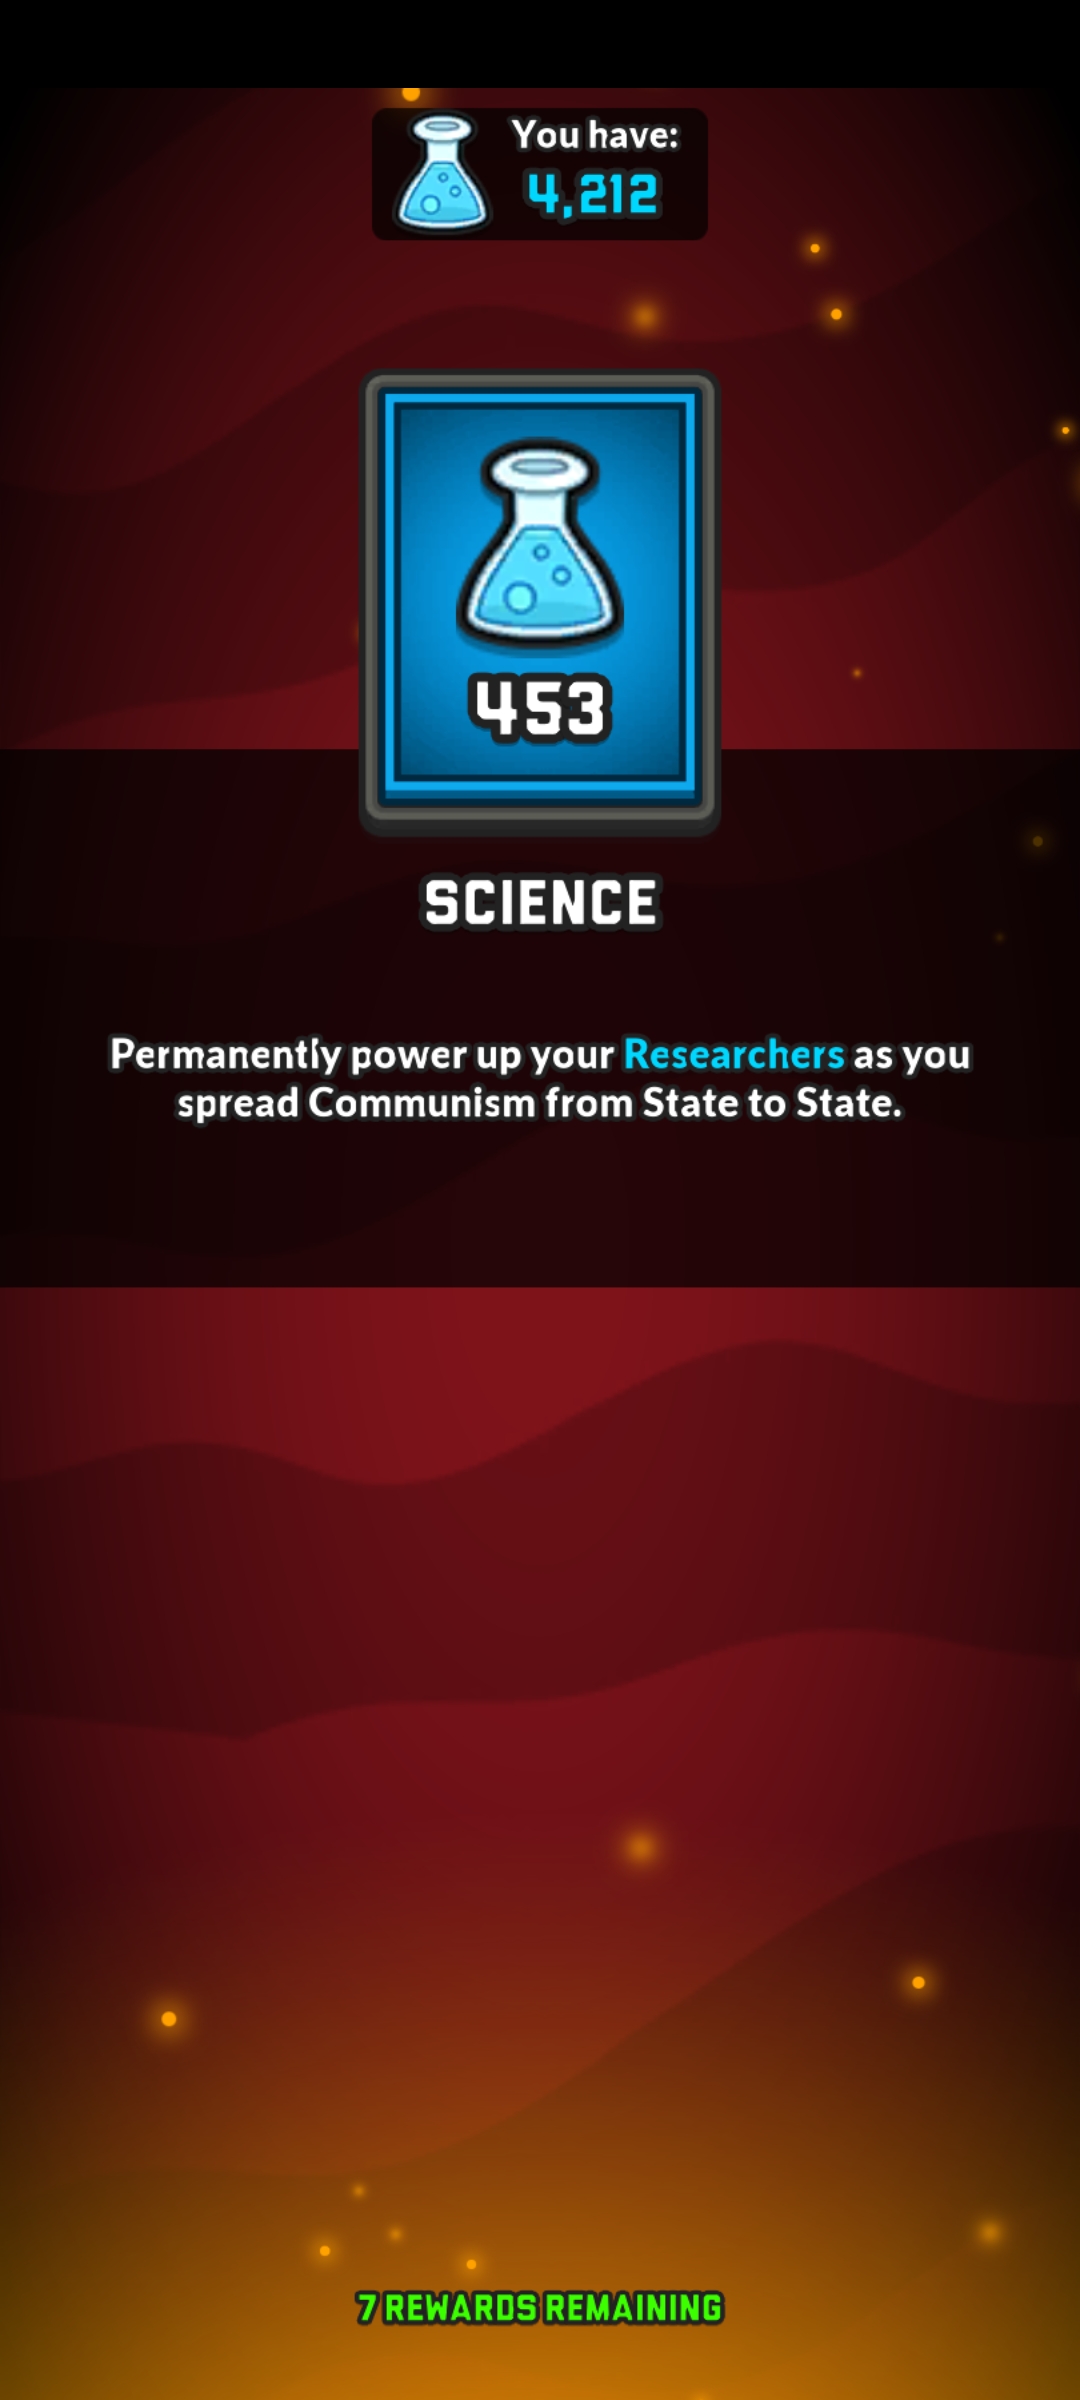 You have:
4,212
453
SCIENCE
Permanently power up your Researchers as you
spread Communism from State to State.
7 REWARDS REMAINING